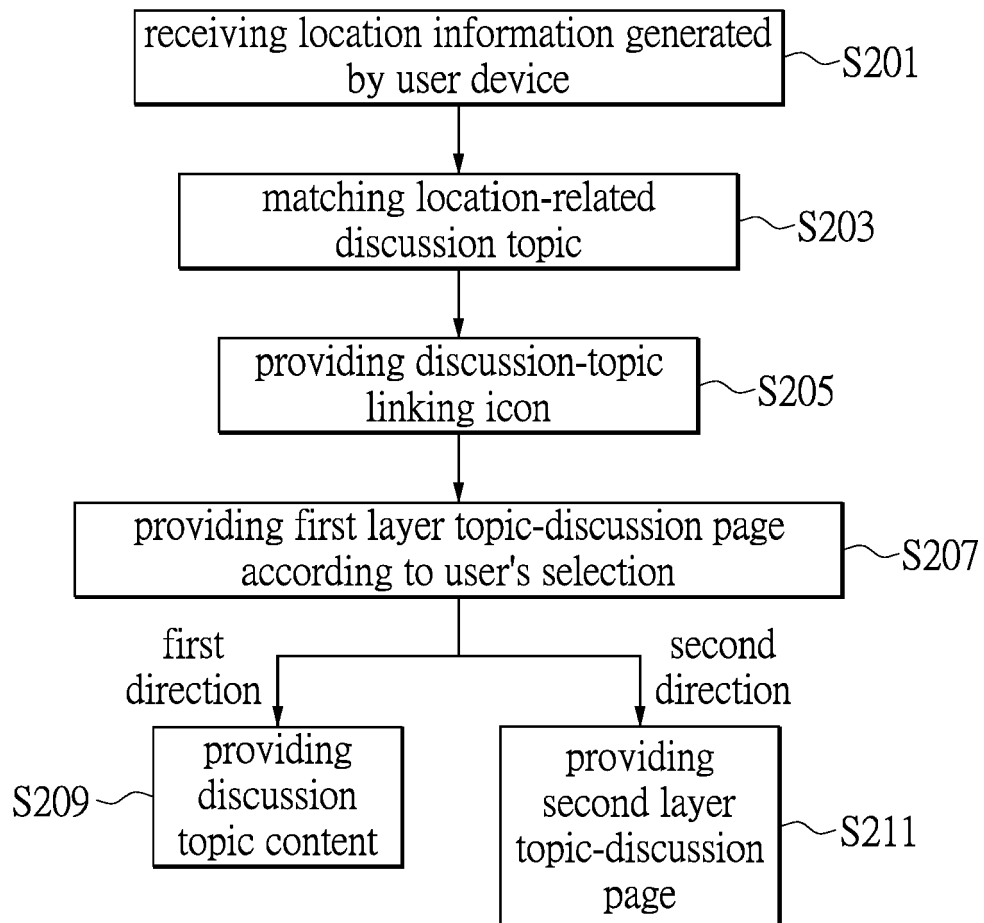 receiving location information generated
by user device
S201
matching location-related
discussion topic
S203
providing discussion-topic
linking icon
S205
providing first layer topic-discussion page
according to user's selection
S207
first
direction
second
direction
providing
discussion
topic content
S209
providing
second layer
topic-discussion
page
S211